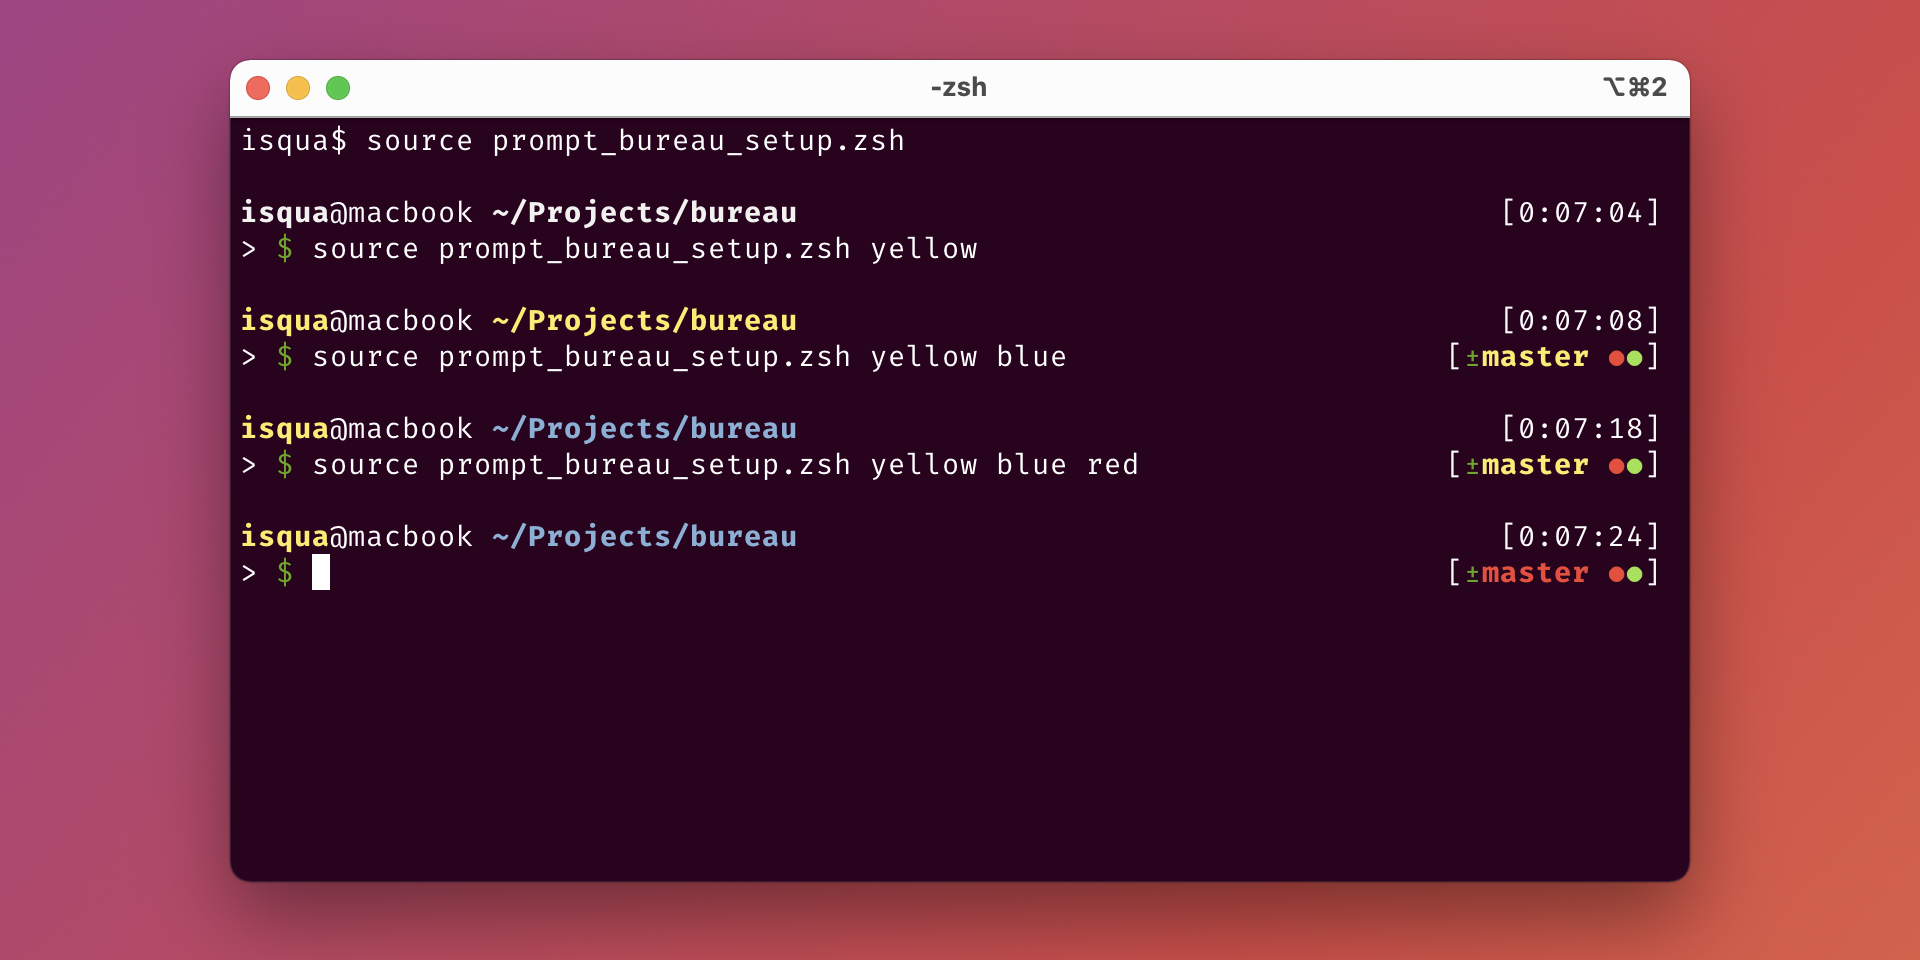 -zsh ⌥⌘2
isqua$ source prompt_bureau_setup.zsh
isqua@macbook ~/Projects/bureau [0:07:04]
> $ source prompt_bureau_setup.zsh yellow
isqua@macbook ~/Projects/bureau [0:07:08]
> $ source prompt_bureau_setup.zsh yellow blue [±master ●●]
isqua@macbook ~/Projects/bureau [0:07:18]
> $ source prompt_bureau_setup.zsh yellow blue red [±master ●●]
isqua@macbook ~/Projects/bureau [0:07:24]
> $ [±master ●●]